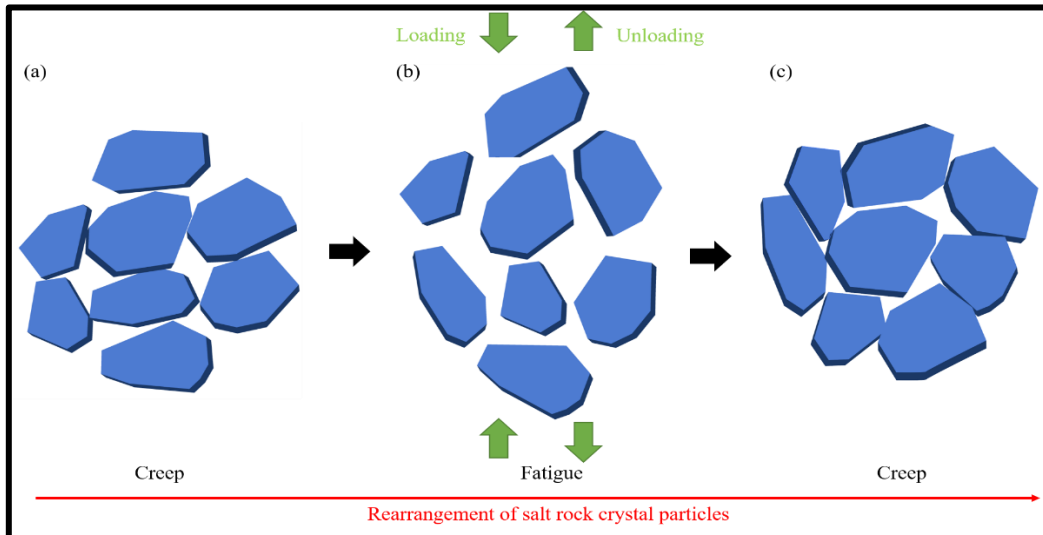 Loading Unloading
(a) (b) (c)
Creep Fatigue Creep
Rearrangement of salt rock crystal particles